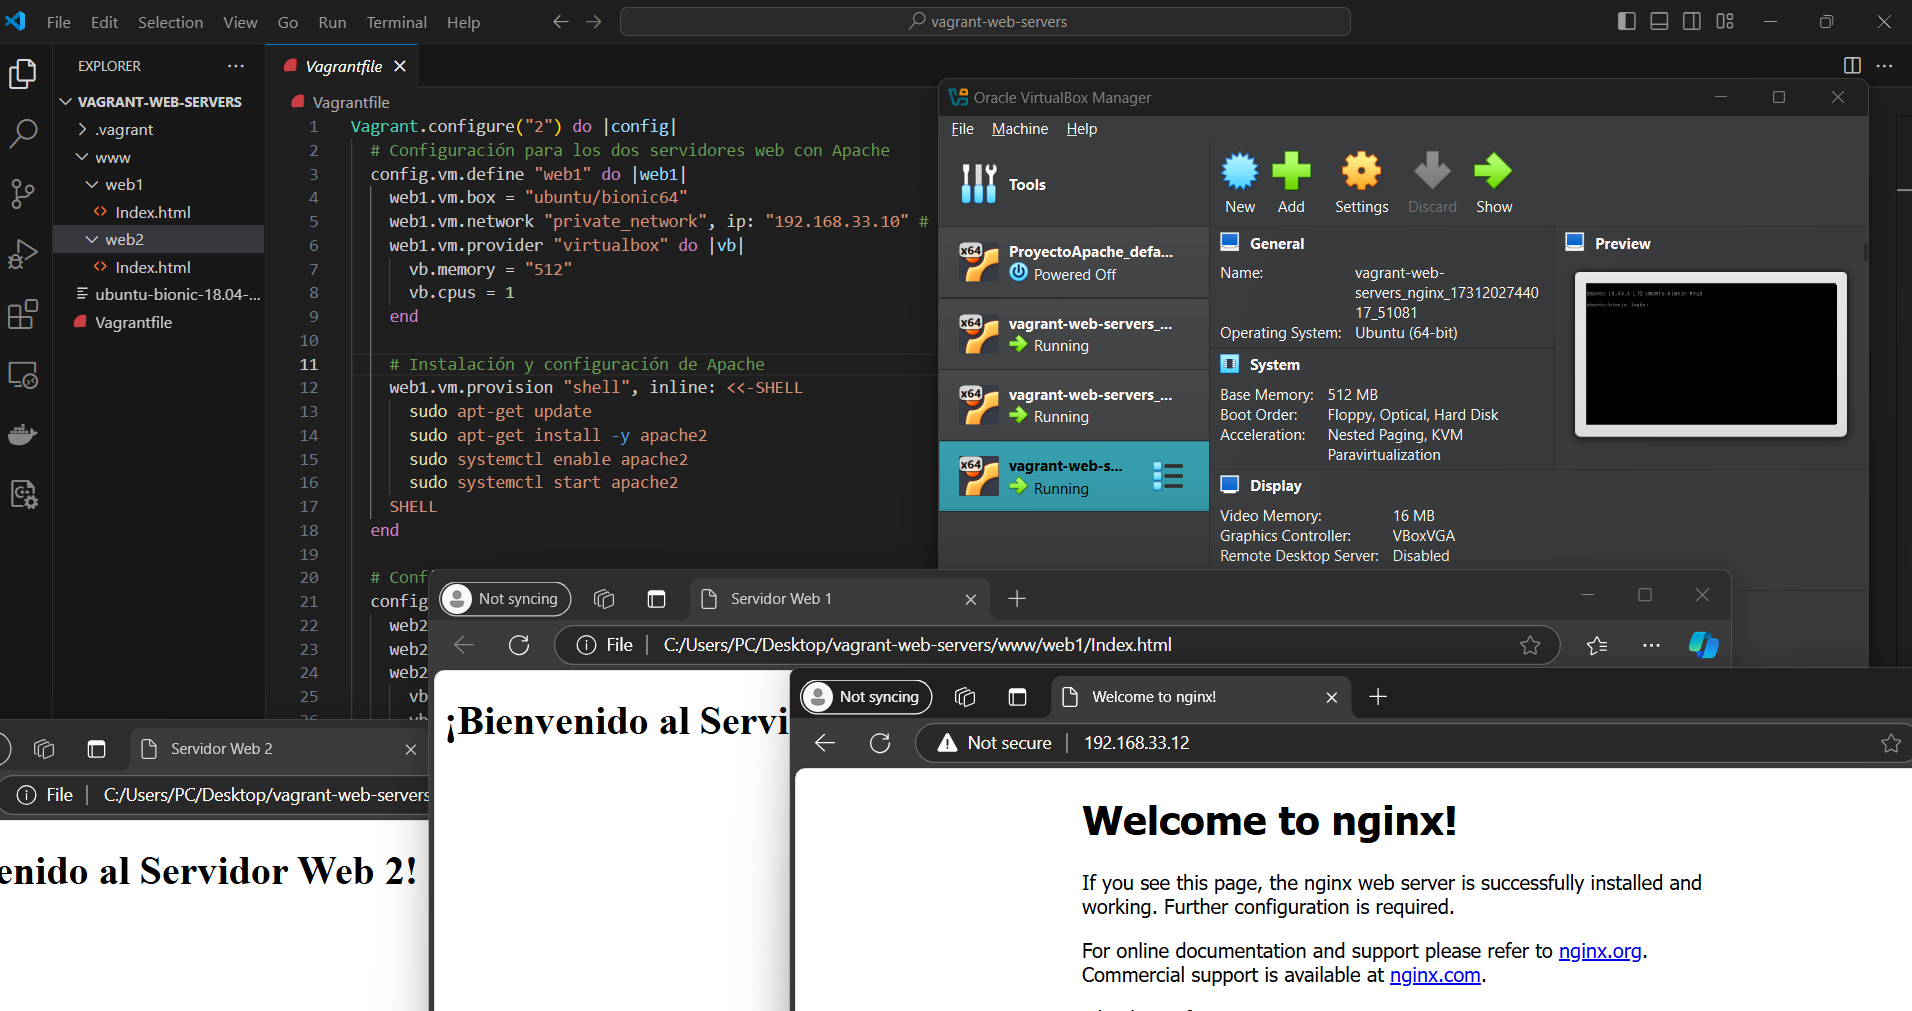 File Edit Selection View Go Run Terminal Help
vagrant-web-servers
EXPLORER
VAGRANT-WEB-SERVERS
.vagrant
www
web1
Index.html
web2
Index.html
ubuntu-bionic-18.04-...
Vagrantfile
Vagrantfile
Vagrantfile
1 Vagrant.configure("2") do |config|
2 # Configuración para los dos servidores web con Apache
3 config.vm.define "web1" do |web1|
4 web1.vm.box = "ubuntu/bionic64"
5 web1.vm.network "private_network", ip: "192.168.33.10" #
6 web1.vm.provider "virtualbox" do |vb|
7 vb.memory = "512"
8 vb.cpus = 1
9 end
10
11 # Instalación y configuración de Apache
12 web1.vm.provision "shell", inline: <<-SHELL
13 sudo apt-get update
14 sudo apt-get install -y apache2
15 sudo systemctl enable apache2
16 sudo systemctl start apache2
17 SHELL
18 end
19
20 # Conf
21 config
22 web2
23 web2
24 web2
25 vb
Oracle VirtualBox Manager
File Machine Help
Tools
New Add Settings Discard Show
x64 ProyectoApache_defa...
Powered Off
x64 vagrant-web-servers_...
Running
x64 vagrant-web-servers_...
Running
x64 vagrant-web-s...
Running
General
Name: vagrant-web-
servers_nginx_17312027440
17_51081
Operating System: Ubuntu (64-bit)
System
Base Memory: 512 MB
Boot Order: Floppy, Optical, Hard Disk
Acceleration: Nested Paging, KVM
Paravirtualization
Display
Video Memory: 16 MB
Graphics Controller: VBoxVGA
Remote Desktop Server: Disabled
Preview
Not syncing
Servidor Web 1
File C:/Users/PC/Desktop/vagrant-web-servers/www/web1/Index.html
¡Bienvenido al Servi
Servidor Web 2
File C:/Users/PC/Desktop/vagrant-web-servers
enido al Servidor Web 2!
Not syncing
Welcome to nginx!
Not secure 192.168.33.12
Welcome to nginx!
If you see this page, the nginx web server is successfully installed and
working. Further configuration is required.
For online documentation and support please refer to nginx.org.
Commercial support is available at nginx.com.